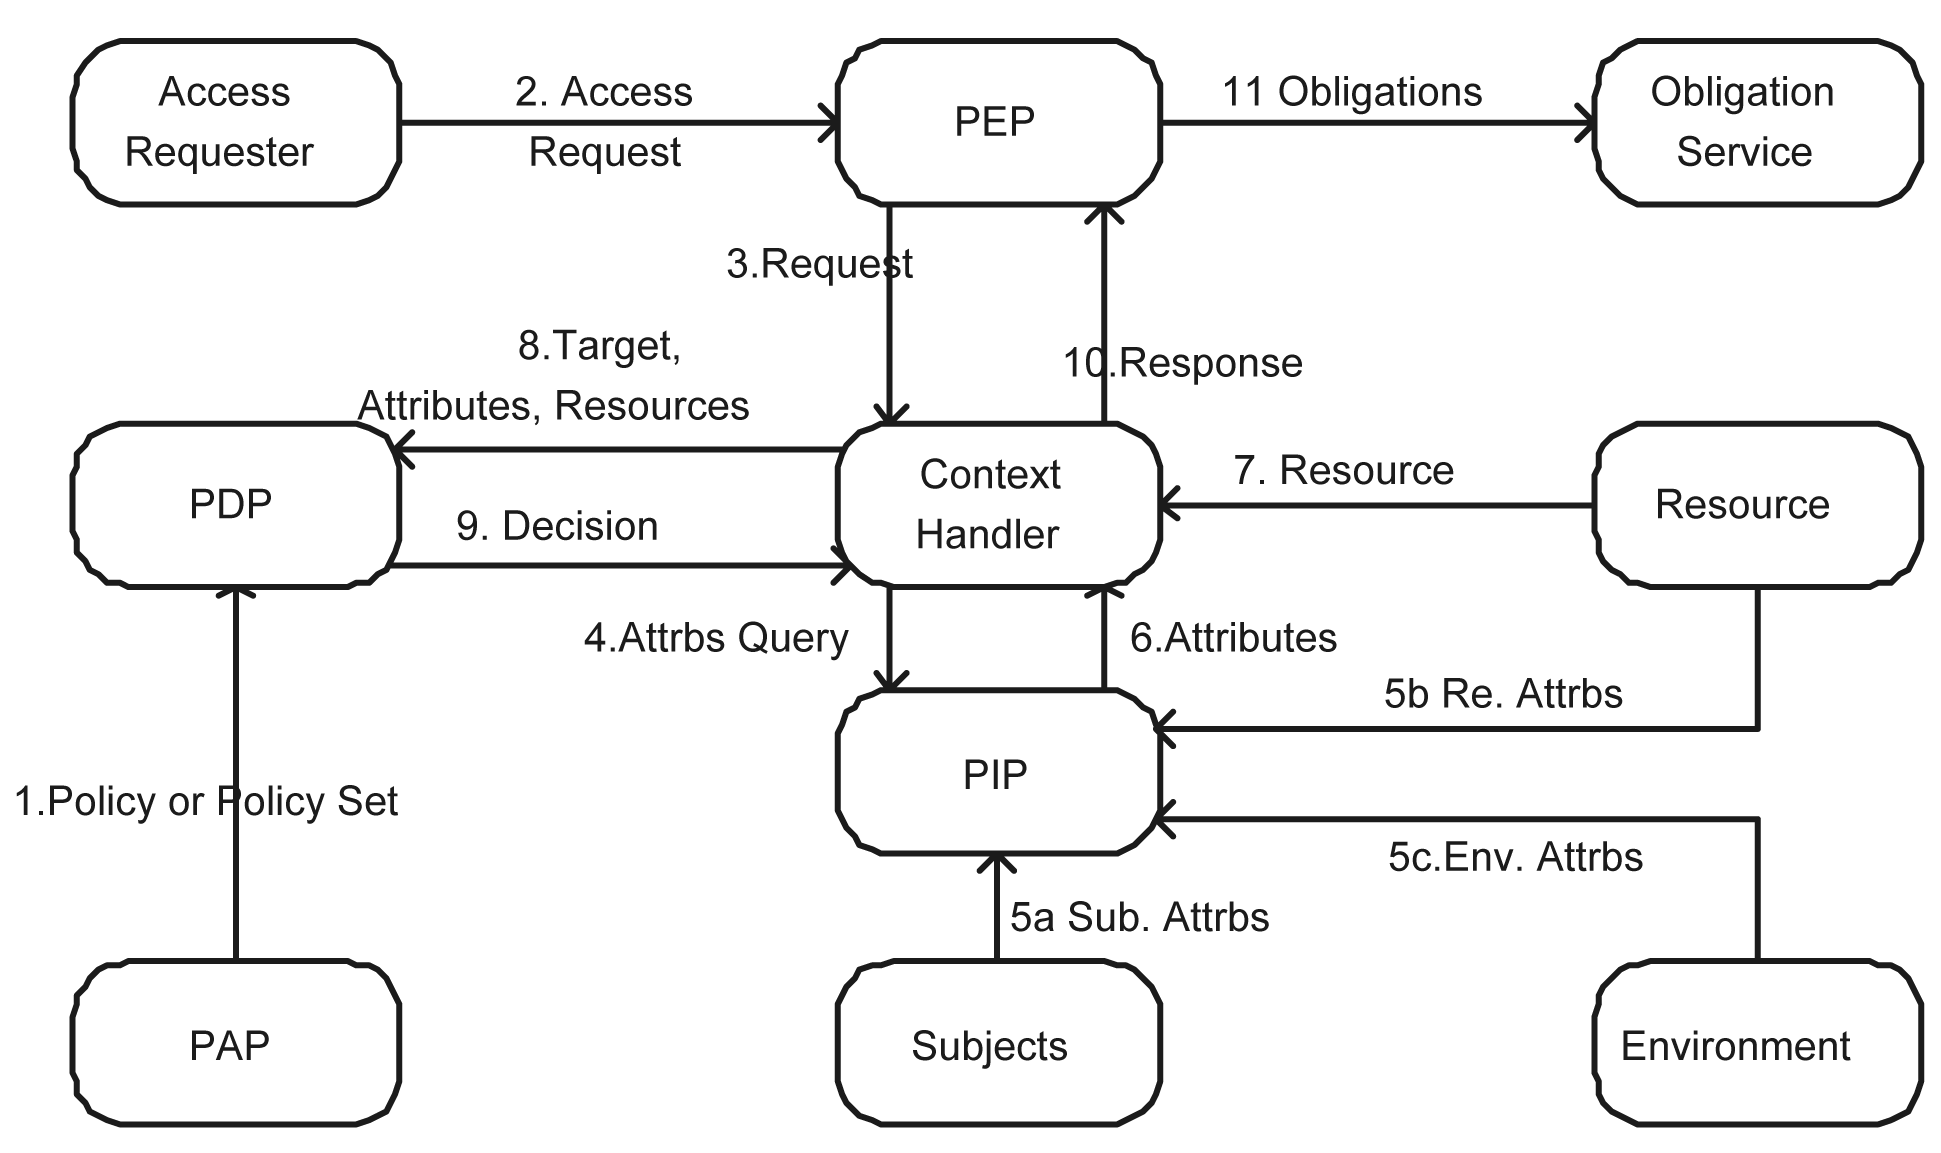 Access
Requester
2. Access
Request
PEP
11 Obligations
Obligation
Service
3.Request
8.Target,
Attributes, Resources
10.Response
PDP
9. Decision
Context
Handler
7. Resource
Resource
4.Attrbs Query
6.Attributes
5b Re. Attrbs
PIP
1.Policy or Policy Set
5c.Env. Attrbs
5a Sub. Attrbs
PAP
Subjects
Environment